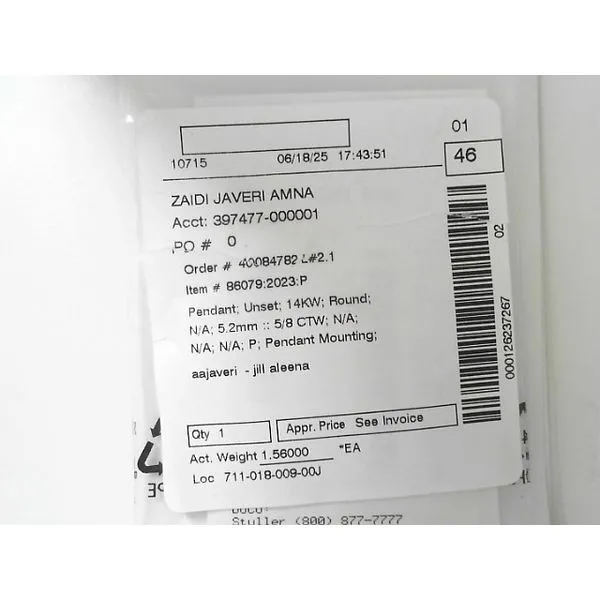 01
10715 06/18/25 17:43:51 46
ZAIDI JAVERI AMNA
Acct: 397477-000001
PO # 0
Order # 40084782 L#2.1
Item # 86079:2023:P
Pendant; Unset; 14KW; Round;
N/A; 5.2mm :: 5/8 CTW; N/A;
N/A; N/A; P; Pendant Mounting;
aajaveri - jill aleena
Qty 1 Appr. Price See Invoice
Act. Weight 1.56000 *EA
Loc 711-018-009-00J
02
000126237267
Stuller (800) 877-7777